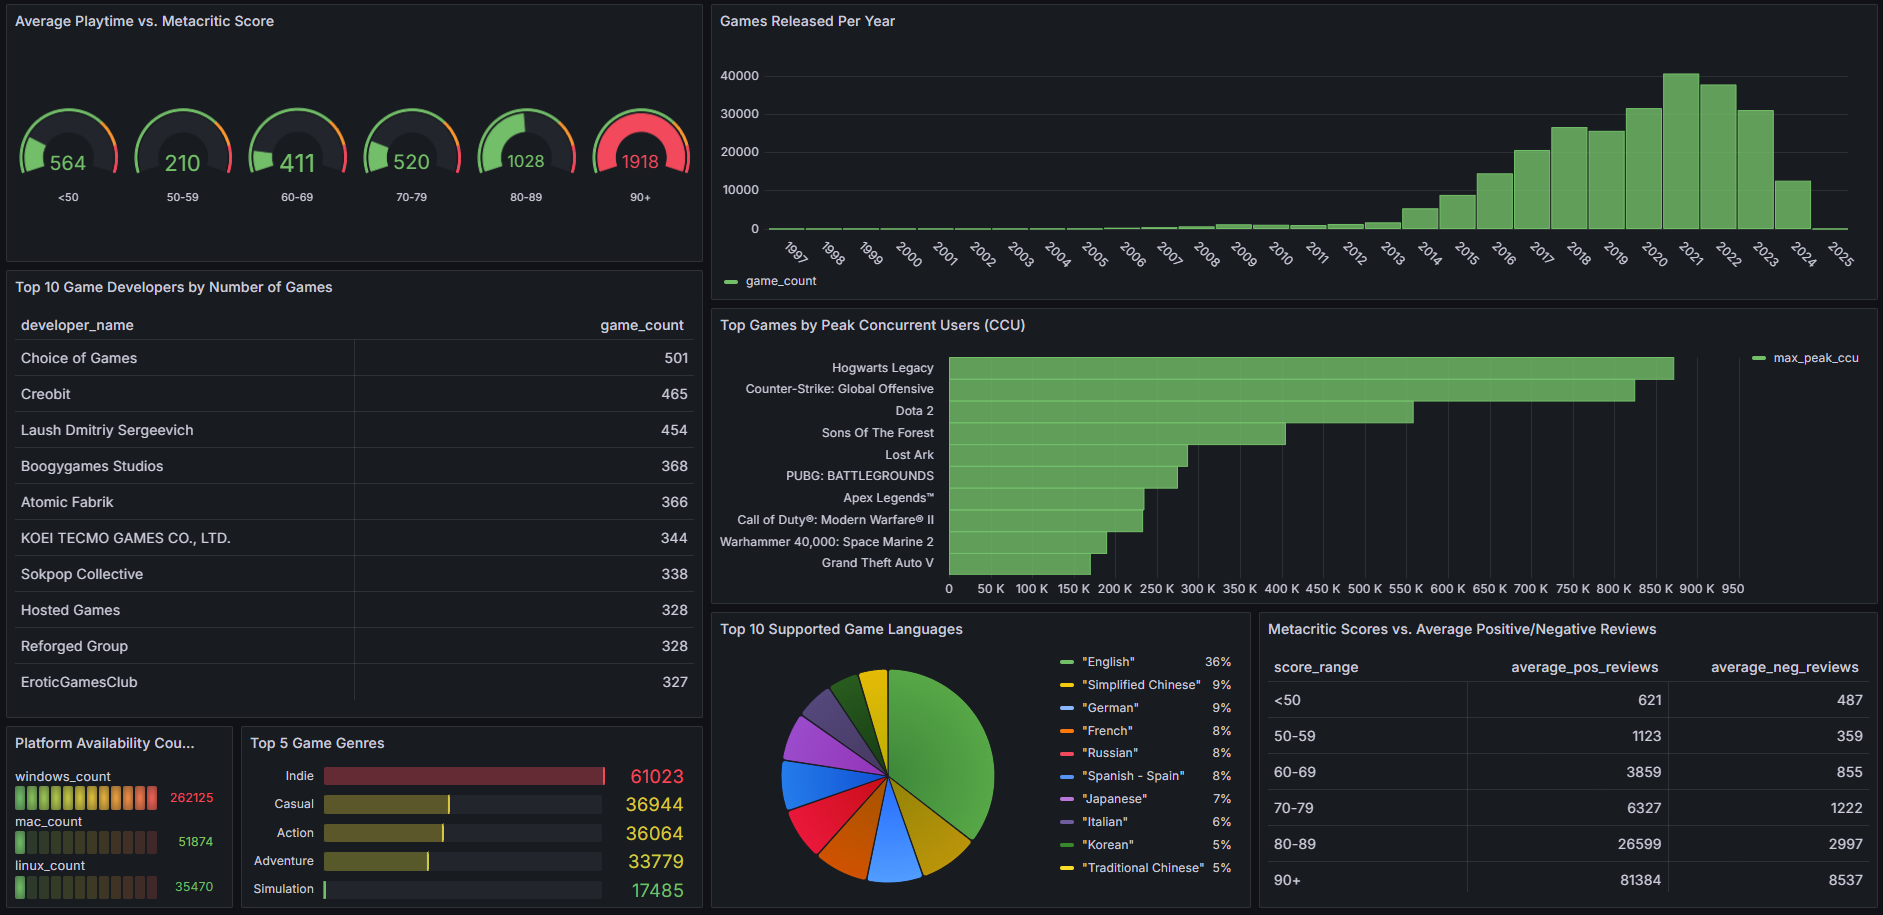 Average Playtime vs. Metacritic Score
564
210
411
520
1028
1918
<50
50-59
60-69
70-79
80-89
90+
Games Released Per Year
40000
30000
20000
10000
0
1997
1998
1999
2000
2001
2002
2003
2004
2005
2006
2007
2008
2009
2010
2011
2012
2013
2014
2015
2016
2017
2018
2019
2020
2021
2022
2023
2024
2025
game_count
Top 10 Game Developers by Number of Games
developer_name game_count
Choice of Games 501
Creobit 465
Laush Dmitriy Sergeevich 454
Boogygames Studios 368
Atomic Fabrik 366
KOEI TECMO GAMES CO., LTD. 344
Sokpop Collective 338
Hosted Games 328
Reforged Group 328
EroticGamesClub 327
Top Games by Peak Concurrent Users (CCU)
max_peak_ccu
Hogwarts Legacy
Counter-Strike: Global Offensive
Dota 2
Sons Of The Forest
Lost Ark
PUBG: BATTLEGROUNDS
Apex Legends™
Call of Duty®: Modern Warfare® II
Warhammer 40,000: Space Marine 2
Grand Theft Auto V
0 50 K 100 K 150 K 200 K 250 K 300 K 350 K 400 K 450 K 500 K 550 K 600 K 650 K 700 K 750 K 800 K 850 K 900 K 950
Platform Availability Cou...
windows_count
262125
mac_count
51874
linux_count
35470
Top 5 Game Genres
Indie 61023
Casual 36944
Action 36064
Adventure 33779
Simulation 17485
Top 10 Supported Game Languages
"English" 36%
"Simplified Chinese" 9%
"German" 9%
"French" 8%
"Russian" 8%
"Spanish - Spain" 8%
"Japanese" 7%
"Italian" 6%
"Korean" 5%
"Traditional Chinese" 5%
Metacritic Scores vs. Average Positive/Negative Reviews
score_range average_pos_reviews average_neg_reviews
<50 621 487
50-59 1123 359
60-69 3859 855
70-79 6327 1222
80-89 26599 2997
90+ 81384 8537